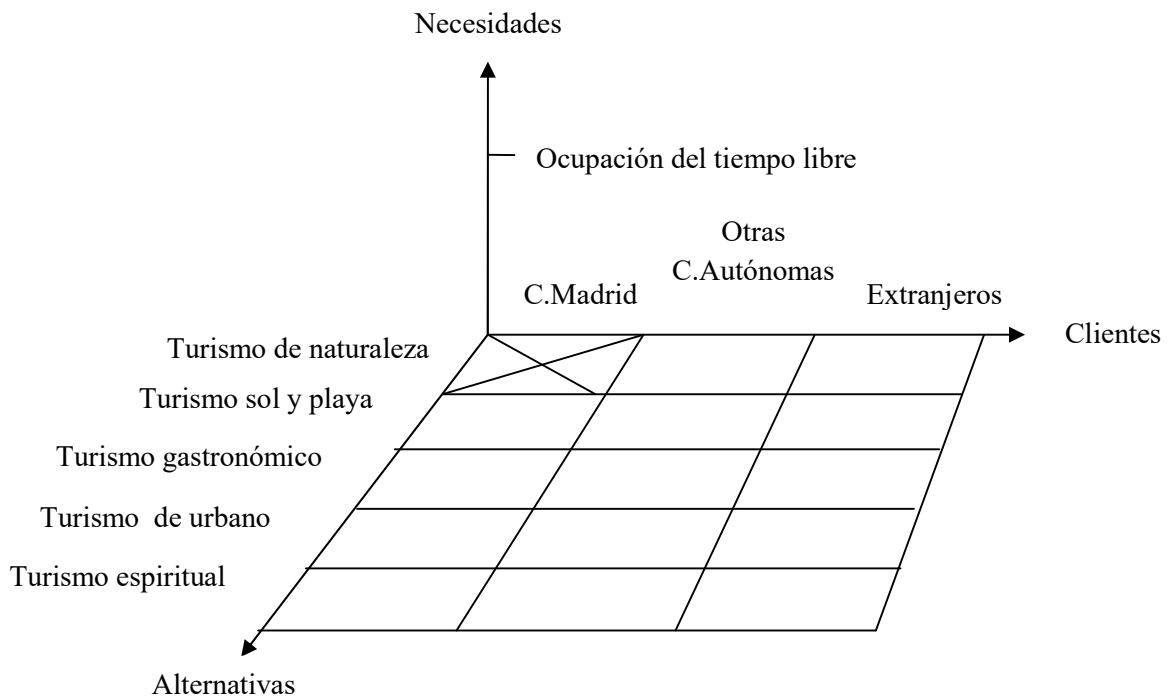 Necesidades
Ocupación del tiempo libre
Otras
C.Autónomas
C.Madrid
Extranjeros
Clientes
Turismo de naturaleza
Turismo sol y playa
Turismo gastronómico
Turismo de urbano
Turismo espiritual
Alternativas